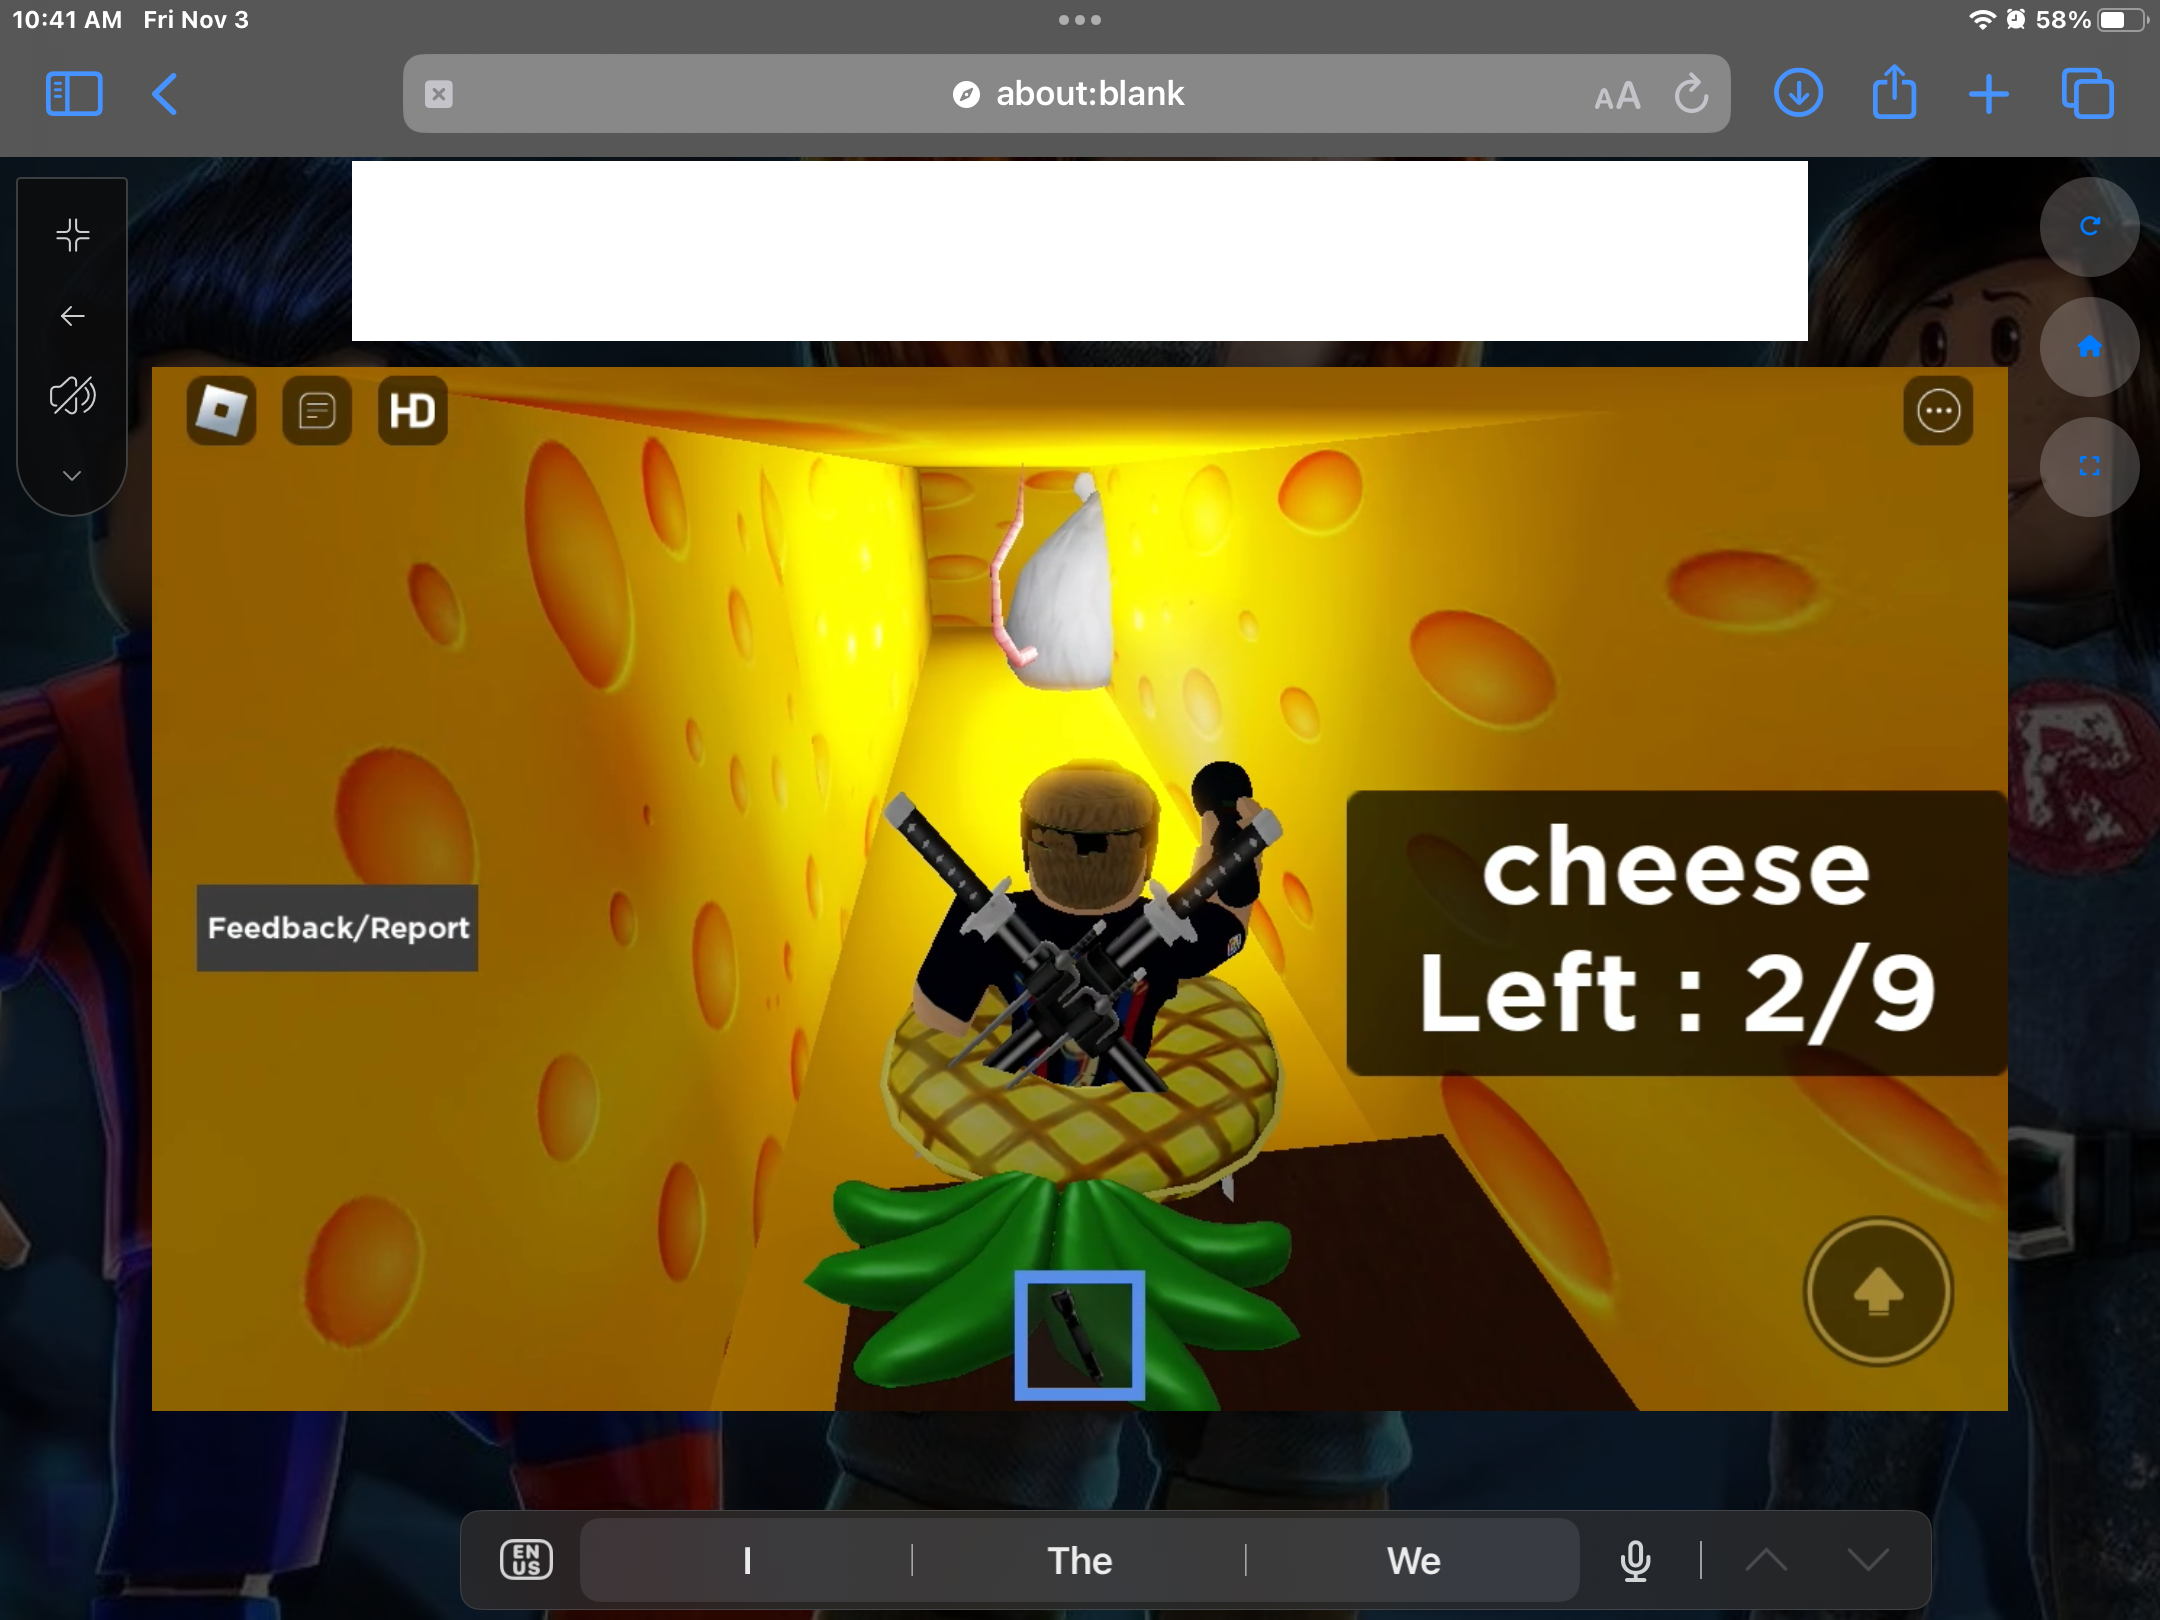 10:41 AM Fri Nov 3
58%
about:blank
AA
HD
cheese
Left : 2/9
Feedback/Report
EN
US
I
The
We